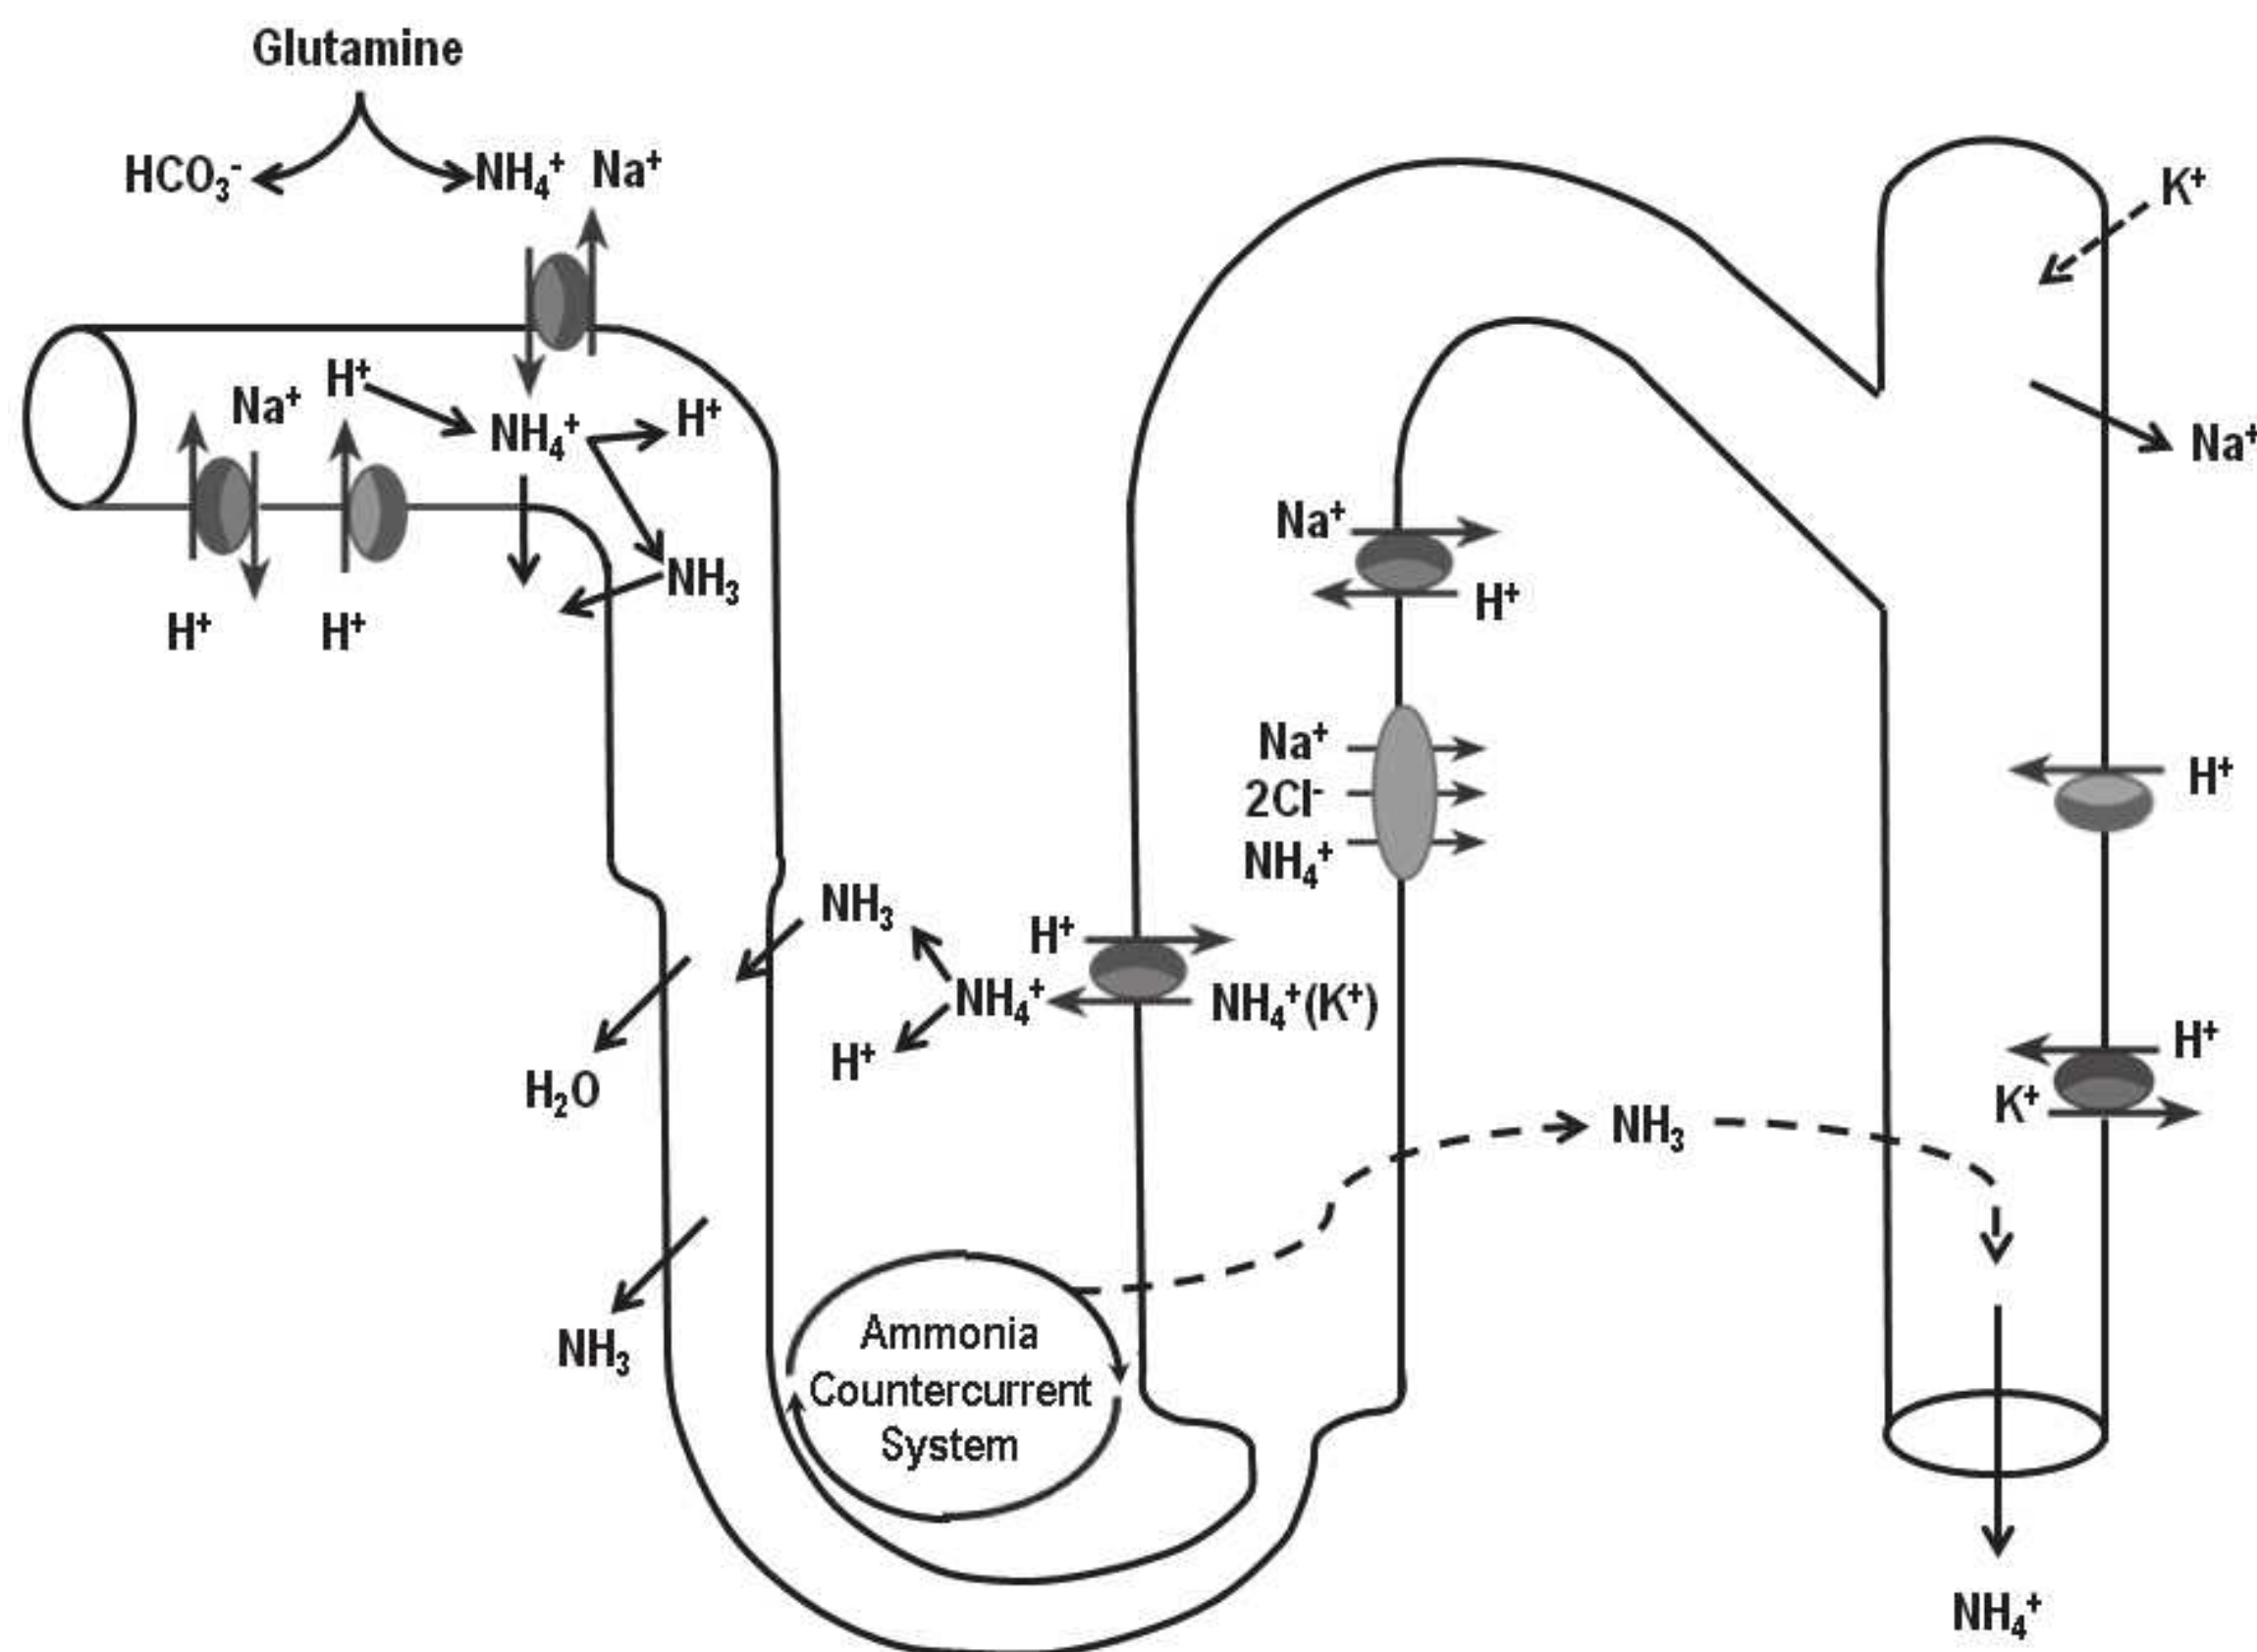 Glutamine
HCO₃⁻
NH₄⁺
Na⁺
K⁺
H⁺
Na⁺
NH₄⁺
H⁺
Na⁺
Na⁺
NH₃
H⁺
H⁺
H⁺
Na⁺
2Cl⁻
H⁺
NH₄⁺
NH₃
H⁺
NH₄⁺
NH₄⁺(K⁺)
H⁺
H₂O
H⁺
K⁺
NH₃
NH₃
Ammonia
Countercurrent
System
NH₄⁺